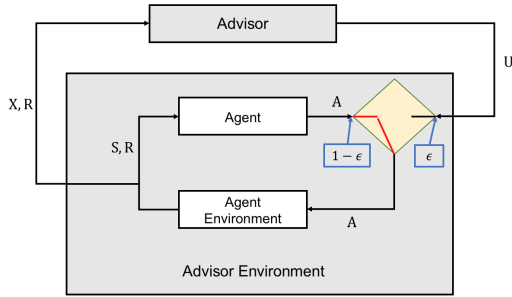 Advisor
U
X, R
Agent
A
S, R
1 − ϵ
ϵ
Agent
Environment
A
Advisor Environment